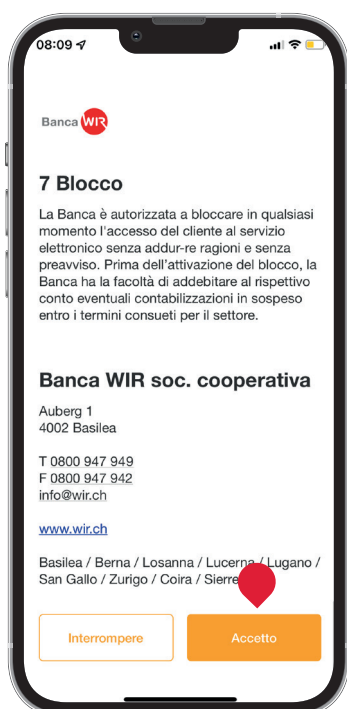 08:09
Banca WIR
7 Blocco
La Banca è autorizzata a bloccare in qualsiasi
momento l'accesso del cliente al servizio
elettronico senza addur-re ragioni e senza
preavviso. Prima dell'attivazione del blocco, la
Banca ha la facoltà di addebitare al rispettivo
conto eventuali contabilizzazioni in sospeso
entro i termini consueti per il settore.
Banca WIR soc. cooperativa
Auberg 1
4002 Basilea
T 0800 947 949
F 0800 947 942
info@wir.ch
www.wir.ch
Basilea / Berna / Losanna / Lucerna / Lugano /
San Gallo / Zurigo / Coira / Sierre
Interrompere
Accetto